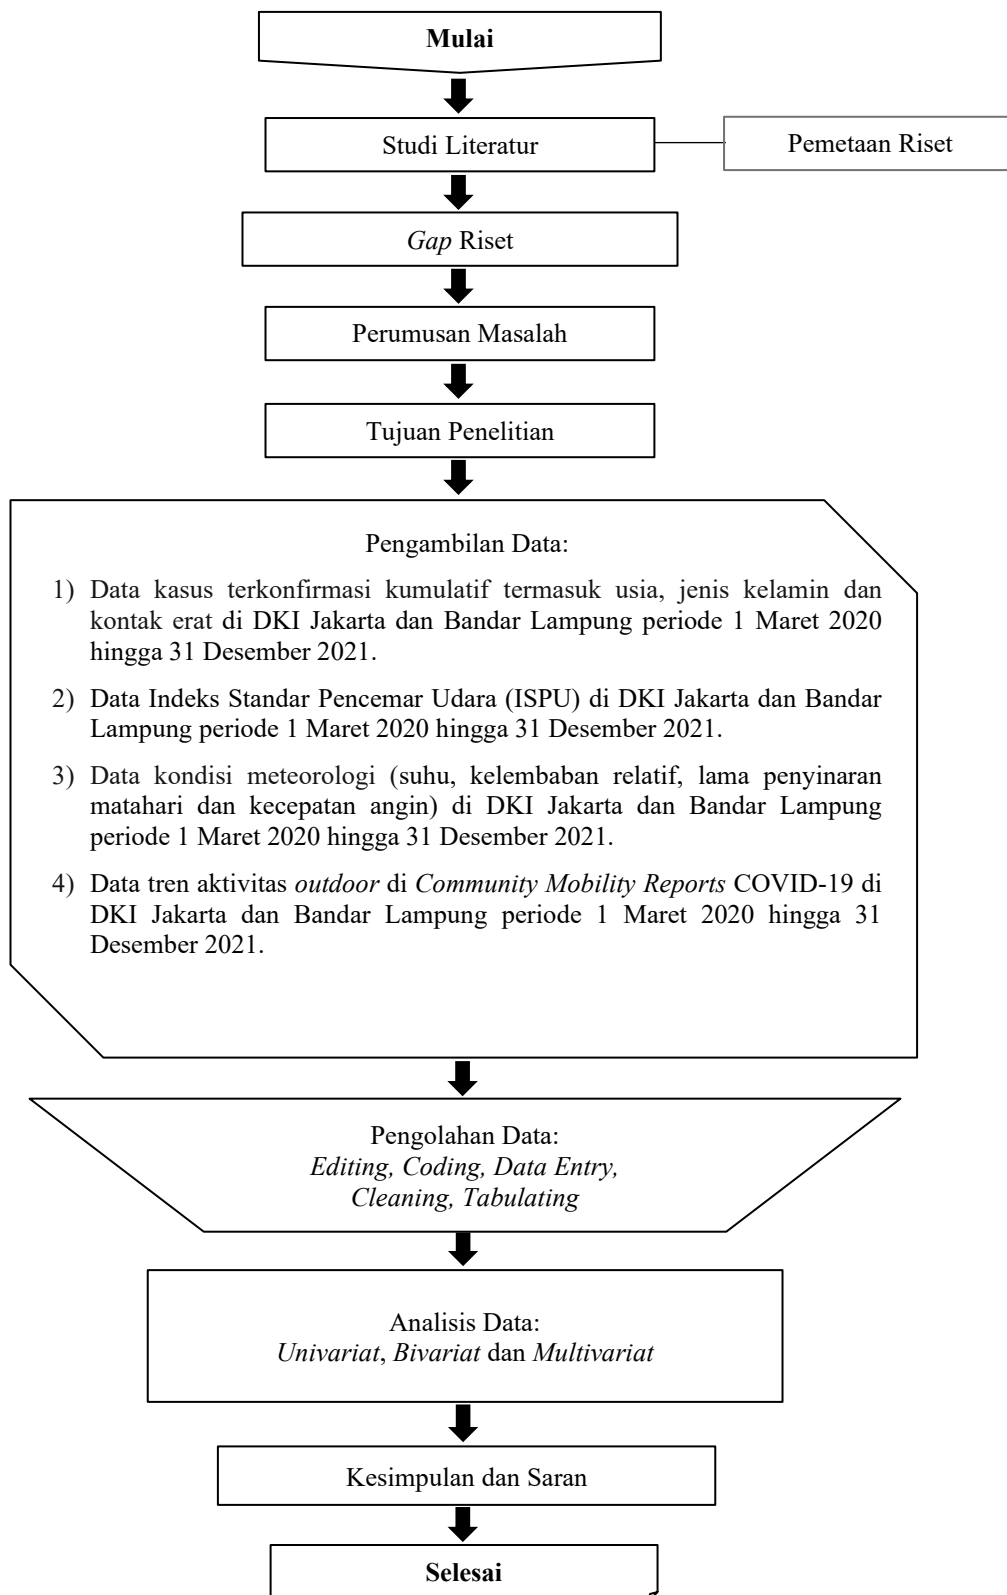 Mulai
Studi Literatur
Pemetaan Riset
Gap Riset
Perumusan Masalah
Tujuan Penelitian
Pengambilan Data:
1) Data kasus terkonfirmasi kumulatif termasuk usia, jenis kelamin dan
kontak erat di DKI Jakarta dan Bandar Lampung periode 1 Maret 2020
hingga 31 Desember 2021.
2) Data Indeks Standar Pencemar Udara (ISPU) di DKI Jakarta dan Bandar
Lampung periode 1 Maret 2020 hingga 31 Desember 2021.
3) Data kondisi meteorologi (suhu, kelembaban relatif, lama penyinaran
matahari dan kecepatan angin) di DKI Jakarta dan Bandar Lampung
periode 1 Maret 2020 hingga 31 Desember 2021.
4) Data tren aktivitas outdoor di Community Mobility Reports COVID-19 di
DKI Jakarta dan Bandar Lampung periode 1 Maret 2020 hingga 31
Desember 2021.
Pengolahan Data:
Editing, Coding, Data Entry,
Cleaning, Tabulating
Analisis Data:
Univariat, Bivariat dan Multivariat
Kesimpulan dan Saran
Selesai